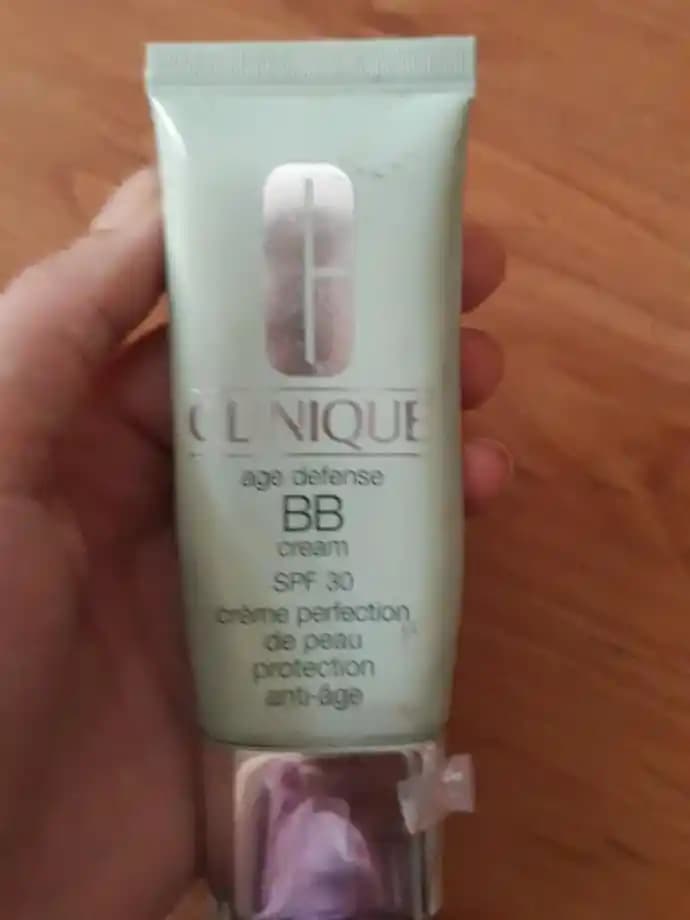 CLINIQUE
age defense
BB
cream
SPF 30
crème perfection
de peau
protection
anti-âge